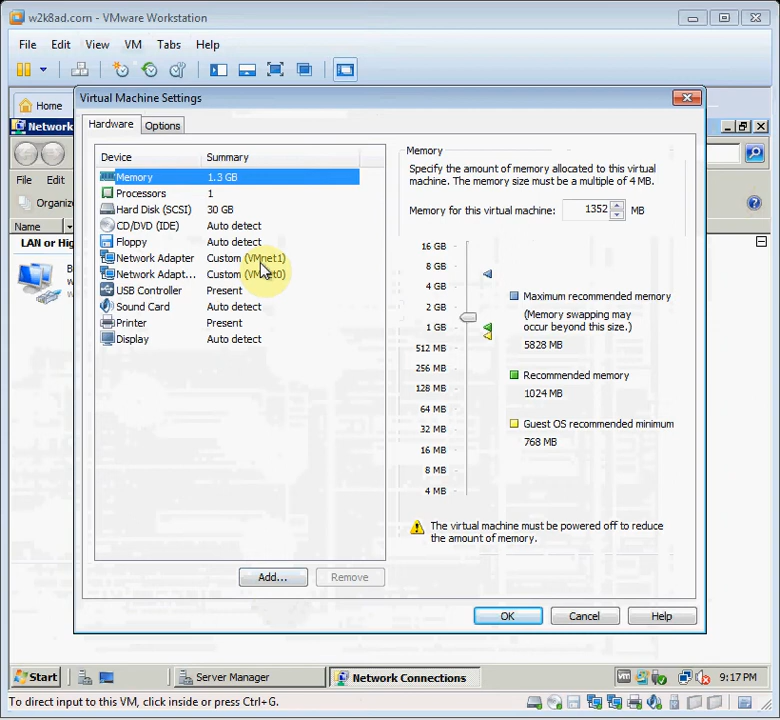 w2k8ad.com - VMware Workstation
File Edit View VM Tabs Help
Home
Virtual Machine Settings
Network
Hardware Options
File Edit
Organiz
Name
LAN or Hig
Device Summary
Memory 1.3 GB
Processors 1
Hard Disk (SCSI) 30 GB
CD/DVD (IDE) Auto detect
Floppy Auto detect
Network Adapter Custom (VMnet1)
Network Adapt... Custom (VMnet0)
USB Controller Present
Sound Card Auto detect
Printer Present
Display Auto detect
Add... Remove
Memory
Specify the amount of memory allocated to this virtual
machine. The memory size must be a multiple of 4 MB.
Memory for this virtual machine: 1352 MB
16 GB
8 GB
4 GB
2 GB
1 GB
512 MB
256 MB
128 MB
64 MB
32 MB
16 MB
8 MB
4 MB
Maximum recommended memory
(Memory swapping may
occur beyond this size.)
5828 MB
Recommended memory
1024 MB
Guest OS recommended minimum
768 MB
The virtual machine must be powered off to reduce
the amount of memory.
OK Cancel Help
Start Server Manager Network Connections vm 9:17 PM
To direct input to this VM, click inside or press Ctrl+G.